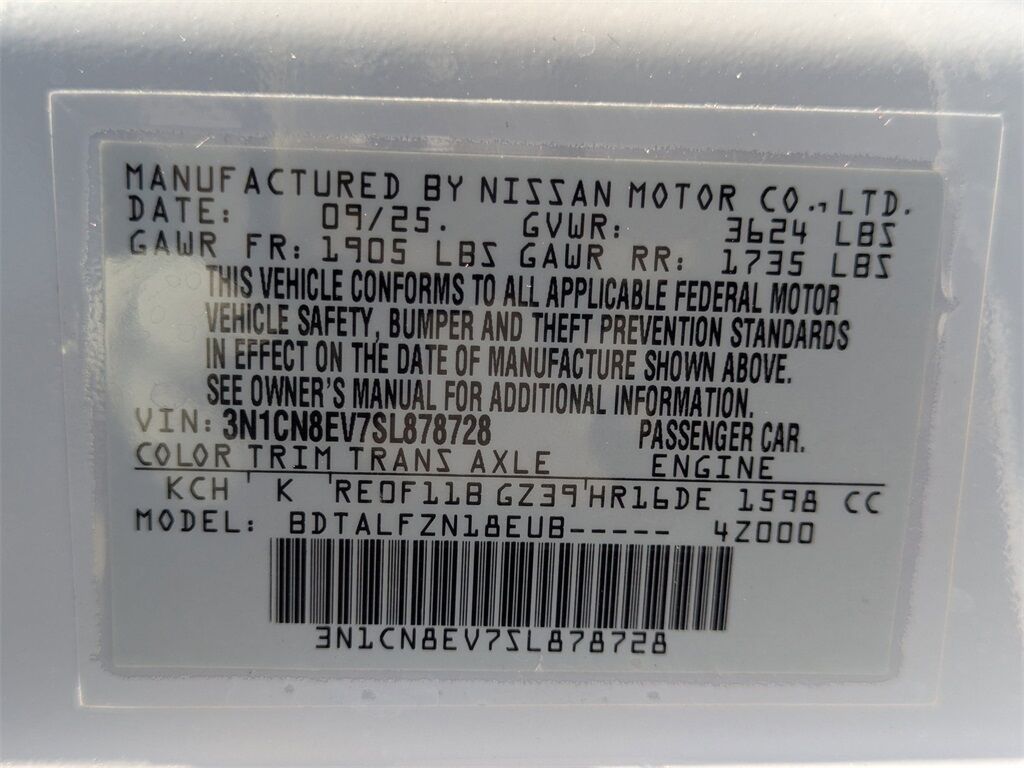 MANUFACTURED BY NISSAN MOTOR CO., LTD.
DATE: 09/25. GVWR: 3624 LBS
GAWR FR: 1905 LBS GAWR RR: 1735 LBS
THIS VEHICLE CONFORMS TO ALL APPLICABLE FEDERAL MOTOR
VEHICLE SAFETY, BUMPER AND THEFT PREVENTION STANDARDS
IN EFFECT ON THE DATE OF MANUFACTURE SHOWN ABOVE.
SEE OWNER'S MANUAL FOR ADDITIONAL INFORMATION.
VIN: 3N1CN8EV7SL878728 PASSENGER CAR.
COLOR TRIM TRANS AXLE ENGINE
KCH K RE0F11B GZ39 HR16DE 1598 CC
MODEL: BDTALFZN18EUB----- 4Z000
3N1CN8EV7SL878728